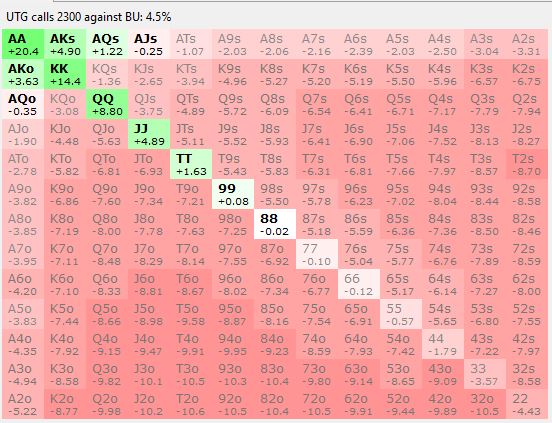 UTG calls 2300 against BU: 4.5%
AA AKs AQs AJs ATs A9s A8s A7s A6s A5s A4s A3s A2s
+20.4 +4.90 +1.22 -0.25 -1.07 -2.03 -2.06 -2.16 -2.39 -2.03 -2.50 -3.04 -3.31
AKo KK KQs KJs KTs K9s K8s K7s K6s K5s K4s K3s K2s
+3.63 +14.4 -1.36 -2.65 -3.94 -4.96 -5.27 -5.20 -5.19 -5.50 -5.96 -6.57 -6.75
AQo KQo QQ QJs QTs Q9s Q8s Q7s Q6s Q5s Q4s Q3s Q2s
-0.35 -3.08 +8.80 -3.75 -4.89 -5.72 -6.09 -6.54 -6.41 -6.71 -7.17 -7.79 -7.94
AJo KJo QJo JJ JTs J9s J8s J7s J6s J5s J4s J3s J2s
-1.90 -4.48 -5.63 +4.89 -5.11 -5.52 -5.93 -6.41 -6.90 -7.06 -7.52 -8.13 -8.27
ATo KTo QTo JTo TT T9s T8s T7s T6s T5s T4s T3s T2s
-2.78 -5.82 -6.81 -6.93 +1.63 -5.43 -5.83 -6.31 -6.81 -7.66 -7.97 -8.57 -8.70
A9o K9o Q9o J9o T9o 99 98s 97s 96s 95s 94s 93s 92s
-3.82 -6.86 -7.60 -7.34 -7.21 +0.08 -5.50 -5.78 -6.23 -7.02 -8.04 -8.44 -8.58
A8o K8o Q8o J8o T8o 98o 88 87s 86s 85s 84s 83s 82s
-3.85 -7.19 -8.00 -7.78 -7.63 -7.25 -0.02 -5.18 -5.59 -6.36 -7.36 -8.50 -8.46
A7o K7o Q7o J7o T7o 97o 87o 77 76s 75s 74s 73s 72s
-3.95 -7.11 -8.48 -8.29 -8.14 -7.55 -6.92 -0.10 -5.04 -5.77 -6.76 -7.89 -8.59
A6o K6o Q6o J6o T6o 96o 86o 76o 66 65s 64s 63s 62s
-4.20 -7.10 -8.33 -8.81 -8.67 -8.02 -7.34 -6.77 -0.12 -5.17 -6.14 -7.27 -8.00
A5o K5o Q5o J5o T5o 95o 85o 75o 65o 55 54s 53s 52s
-3.83 -7.44 -8.66 -8.98 -9.58 -8.87 -8.16 -7.54 -6.91 -0.57 -5.65 -6.80 -7.55
A4o K4o Q4o J4o T4o 94o 84o 74o 64o 54o 44 43s 42s
-4.35 -7.92 -9.14 -9.47 -9.91 -9.95 -9.23 -8.59 -7.93 -7.42 -1.79 -7.22 -7.97
A3o K3o Q3o J3o T3o 93o 83o 73o 63o 53o 43o 33 32s
-4.94 -8.58 -9.82 -10.1 -10.5 -10.3 -10.4 -9.80 -9.14 -8.65 -9.09 -3.57 -8.58
A2o K2o Q2o J2o T2o 92o 82o 72o 62o 52o 42o 32o 22
-5.22 -8.77 -9.98 -10.2 -10.6 -10.5 -10.4 -10.5 -9.91 -9.44 -9.89 -10.5 -4.43